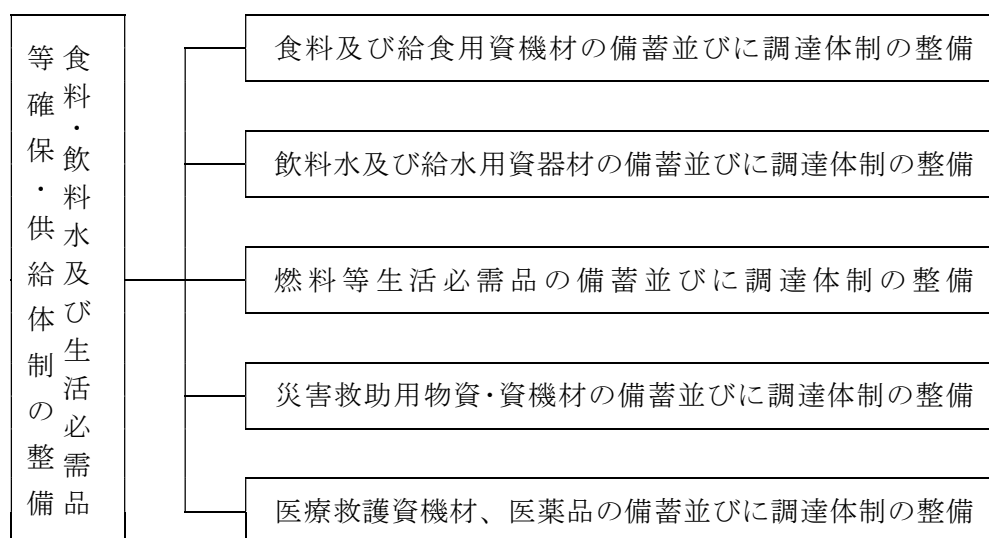 食料・飲料水及び生活必需品
等確保・供給体制の整備
食料及び給食用資機材の備蓄並びに調達体制の整備
飲料水及び給水用資器材の備蓄並びに調達体制の整備
燃料等生活必需品の備蓄並びに調達体制の整備
災害救助用物資・資機材の備蓄並びに調達体制の整備
医療救護資機材、医薬品の備蓄並びに調達体制の整備